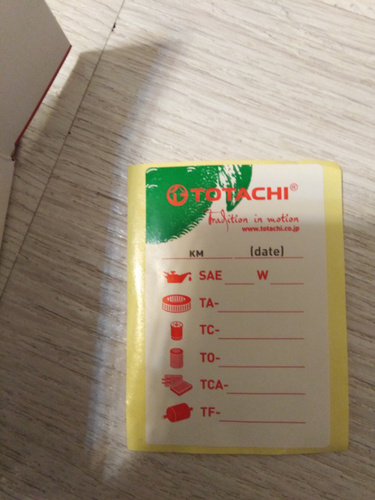 TOTACHI®
tradition in motion
www.totachi.co.jp
KM (date)
SAE W
TA-
TC-
TO-
TCA-
TF-